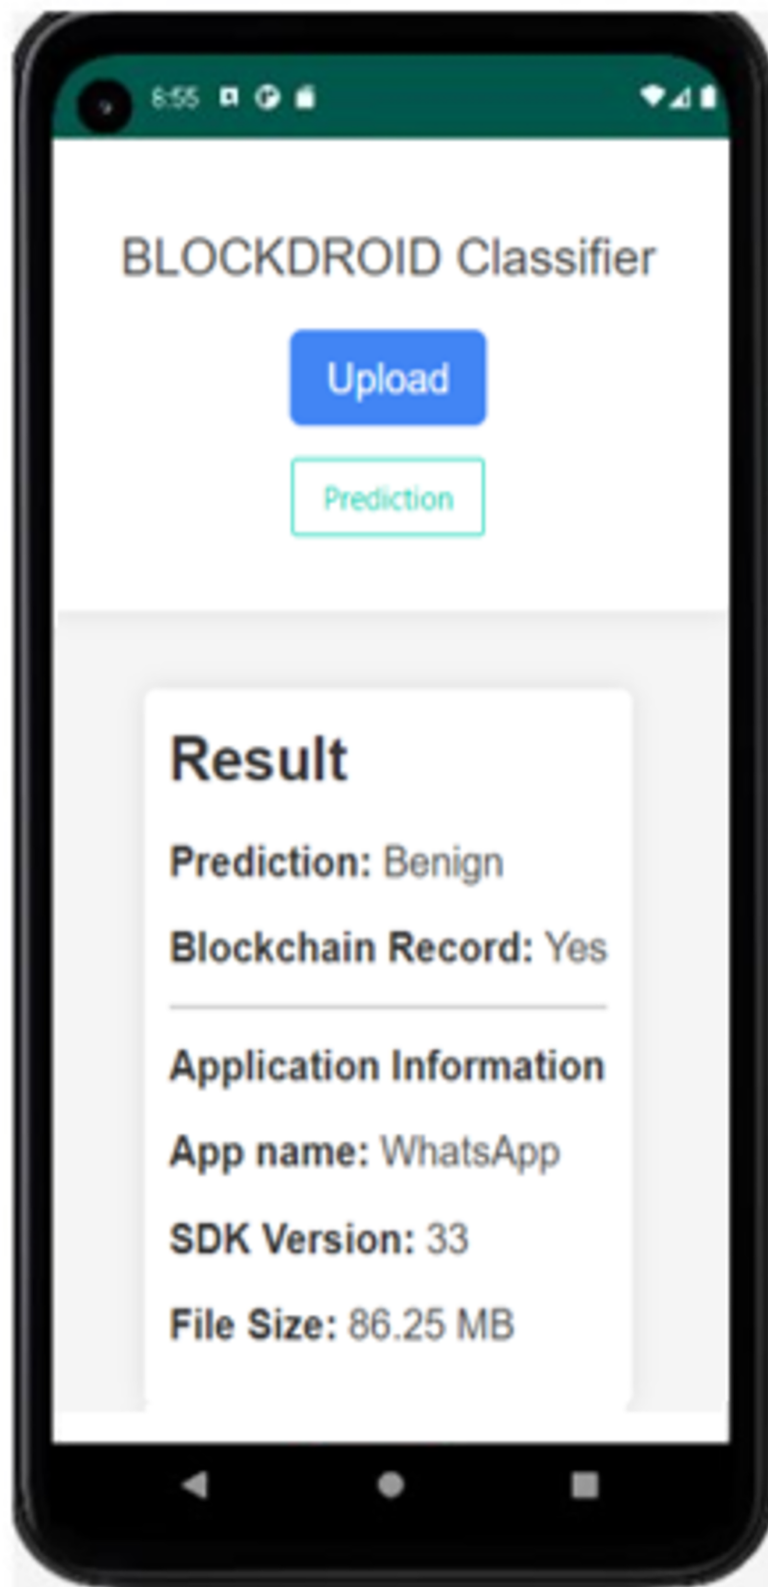 8:55
BLOCKDROID Classifier
Upload
Prediction
Result
Prediction: Benign
Blockchain Record: Yes
Application Information
App name: WhatsApp
SDK Version: 33
File Size: 86.25 MB